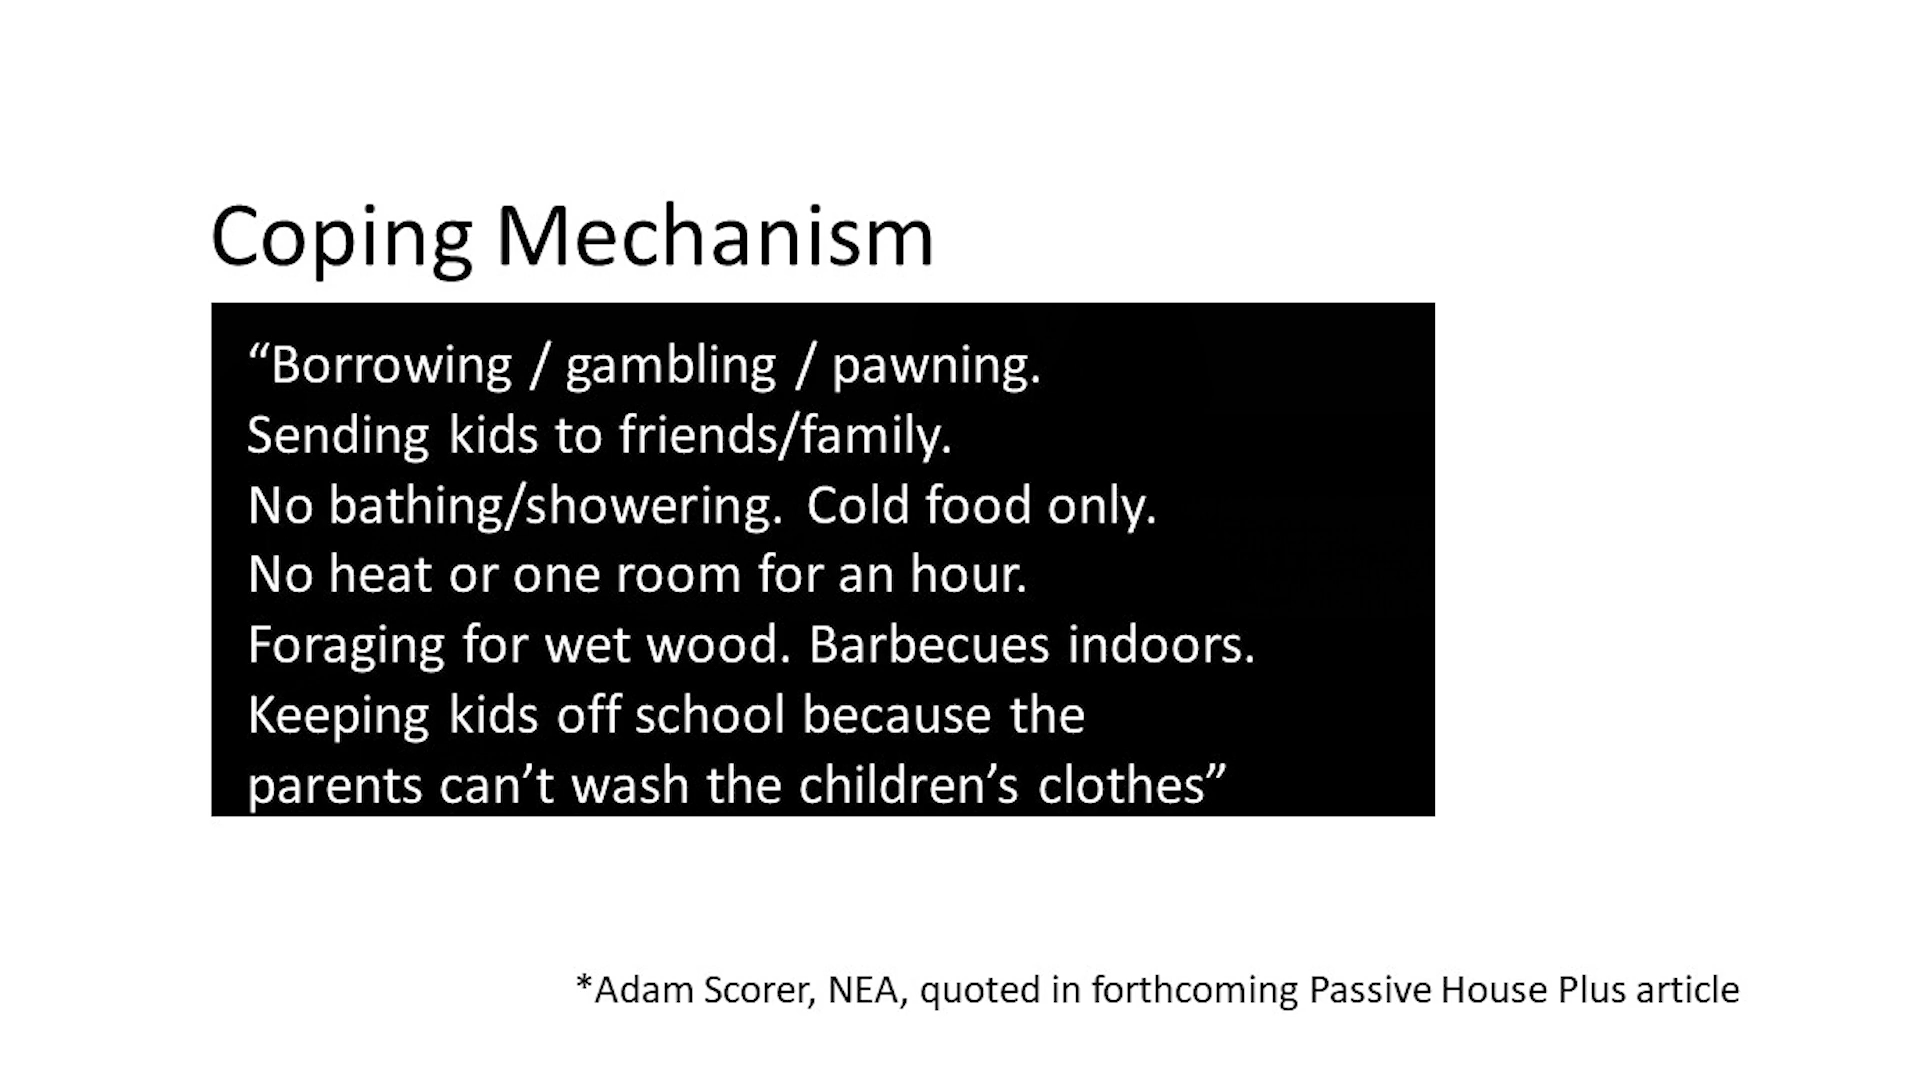 Coping Mechanism
“Borrowing / gambling / pawning.
Sending kids to friends/family.
No bathing/showering. Cold food only.
No heat or one room for an hour.
Foraging for wet wood. Barbecues indoors.
Keeping kids off school because the
parents can’t wash the children’s clothes”
*Adam Scorer, NEA, quoted in forthcoming Passive House Plus article